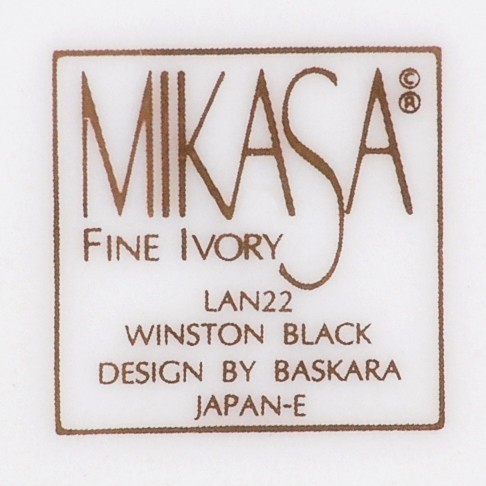 MIKASA ©®
FINE IVORY
LAN22
WINSTON BLACK
DESIGN BY BASKARA
JAPAN-E